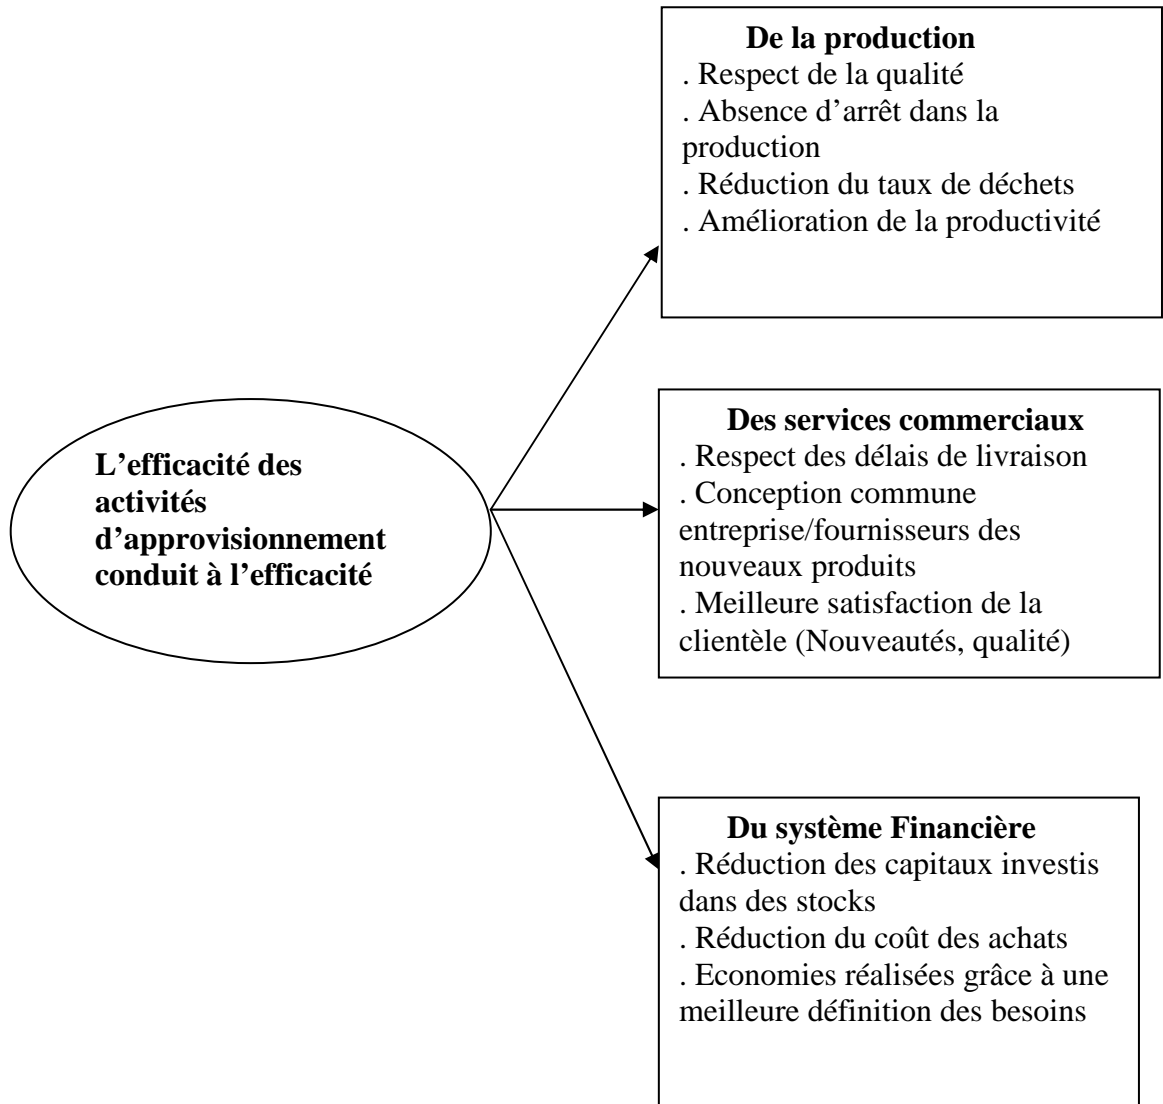 De la production
. Respect de la qualité
. Absence d’arrêt dans la
production
. Réduction du taux de déchets
. Amélioration de la productivité
L’efficacité des
activités
d’approvisionnement
conduit à l’efficacité
Des services commerciaux
. Respect des délais de livraison
. Conception commune
entreprise/fournisseurs des
nouveaux produits
. Meilleure satisfaction de la
clientèle (Nouveautés, qualité)
Du système Financière
. Réduction des capitaux investis
dans des stocks
. Réduction du coût des achats
. Economies réalisées grâce à une
meilleure définition des besoins